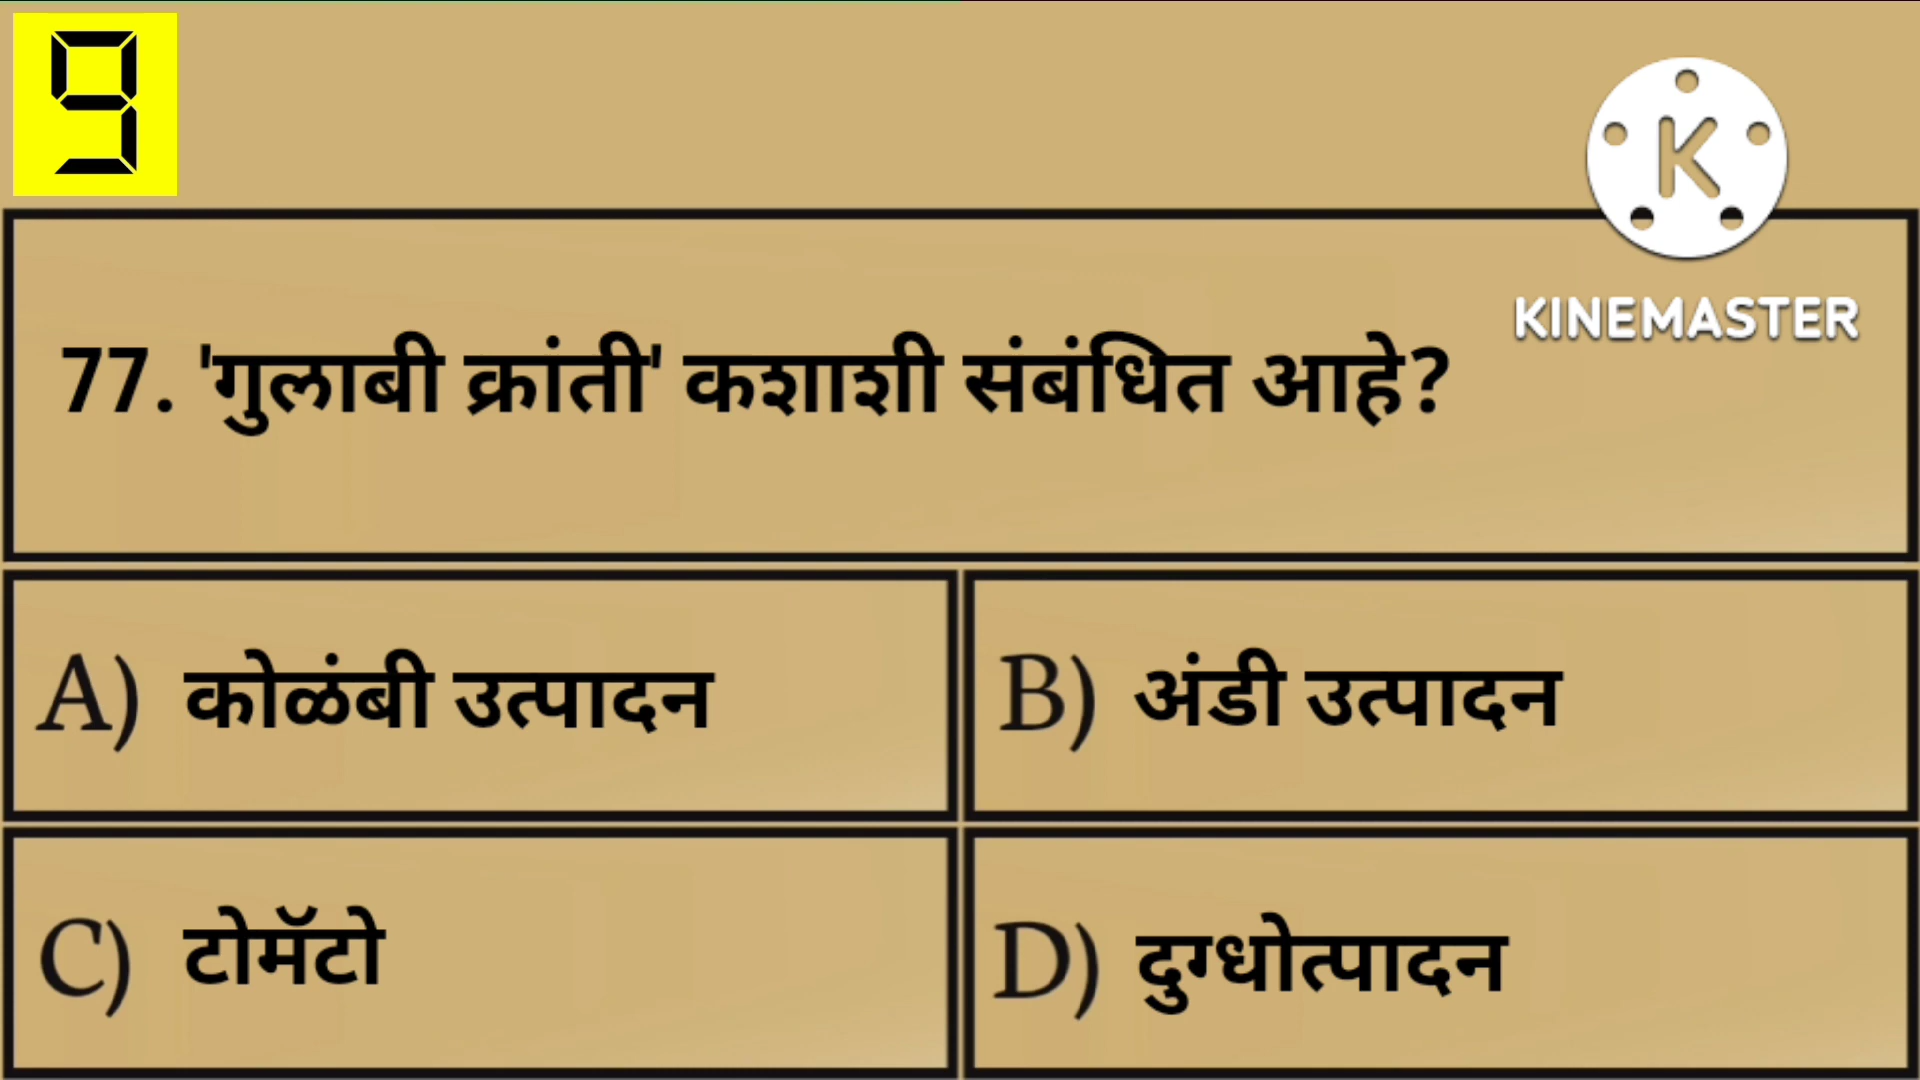 9
KINEMASTER
77. 'गुलाबी क्रांती' कशाशी संबंधित आहे?
A) कोळंबी उत्पादन
B) अंडी उत्पादन
C) टोमॅटो
D) दुग्धोत्पादन